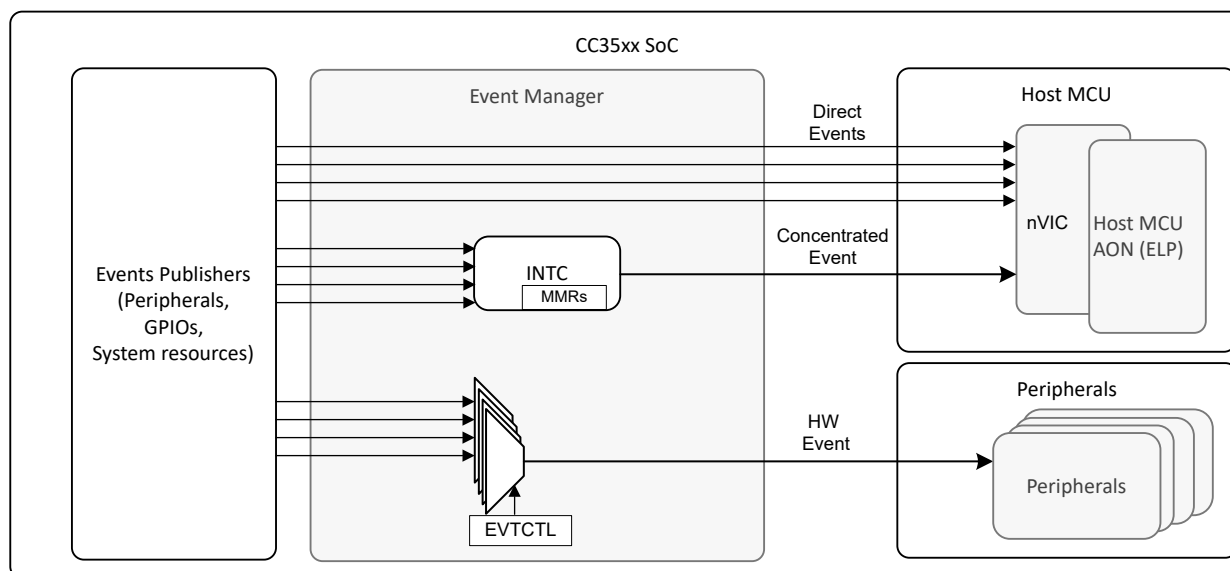 CC35xx SoC
Events Publishers
(Peripherals,
GPIOs,
System resources)
Event Manager
INTC
MMRs
EVTCTL
Direct
Events
Concentrated
Event
HW
Event
Host MCU
nVIC
Host MCU
AON (ELP)
Peripherals
Peripherals